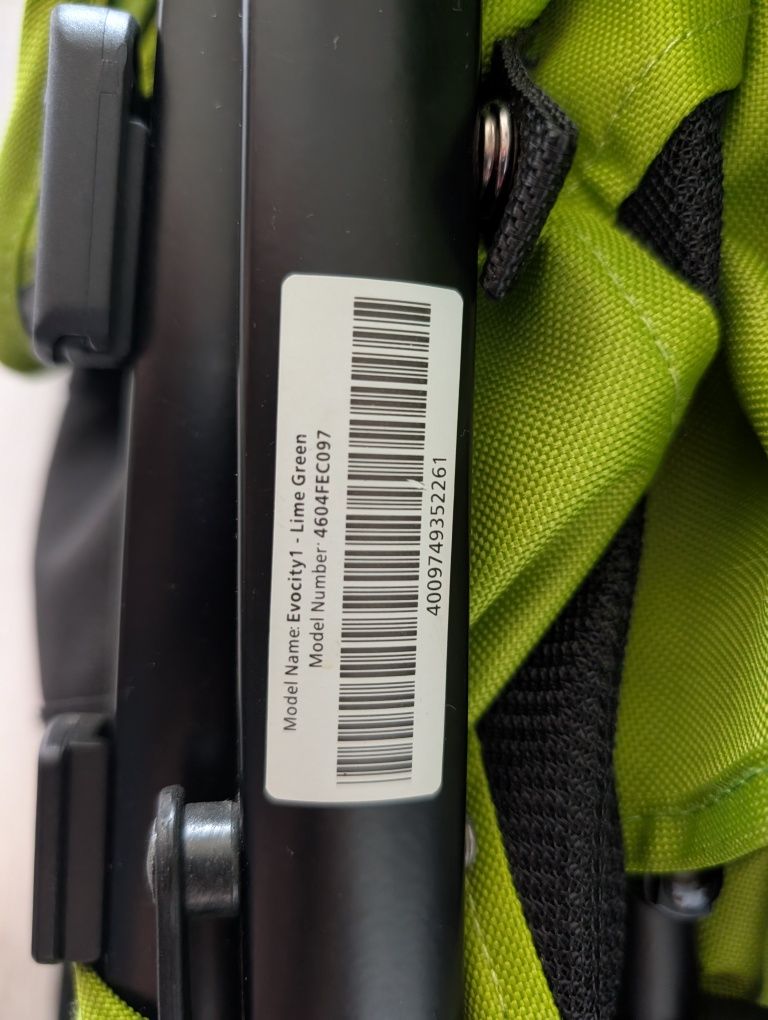 Model Name: Evocity1 - Lime Green
Model Number: 4604FEC097
4009749352261